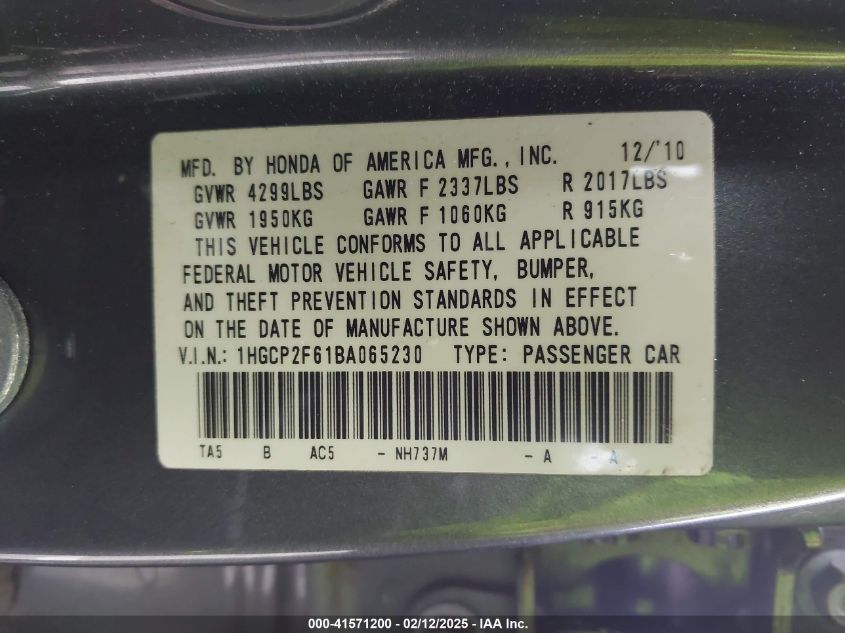 MFD. BY HONDA OF AMERICA MFG., INC. 12/'10
GVWR 4299LBS GAWR F 2337LBS R 2017LBS
GVWR 1950KG GAWR F 1060KG R 915KG
THIS VEHICLE CONFORMS TO ALL APPLICABLE
FEDERAL MOTOR VEHICLE SAFETY, BUMPER,
AND THEFT PREVENTION STANDARDS IN EFFECT
ON THE DATE OF MANUFACTURE SHOWN ABOVE.
V.I.N.: 1HGCP2F61BA065230 TYPE: PASSENGER CAR
TA5 B AC5 - NH737M - A - A
000-41571200 - 02/12/2025 - IAA Inc.